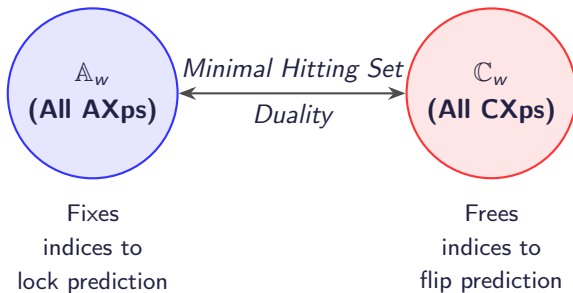 𝔸_w
(All AXps)
Minimal Hitting Set
Duality
ℂ_w
(All CXps)
Fixes
indices to
lock prediction
Frees
indices to
flip prediction